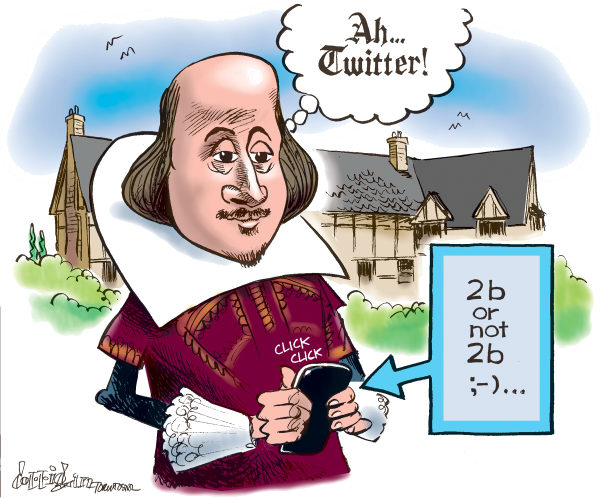 Ah...
Twitter!
CLICK
CLICK
2b
or
not
2b
;-)...